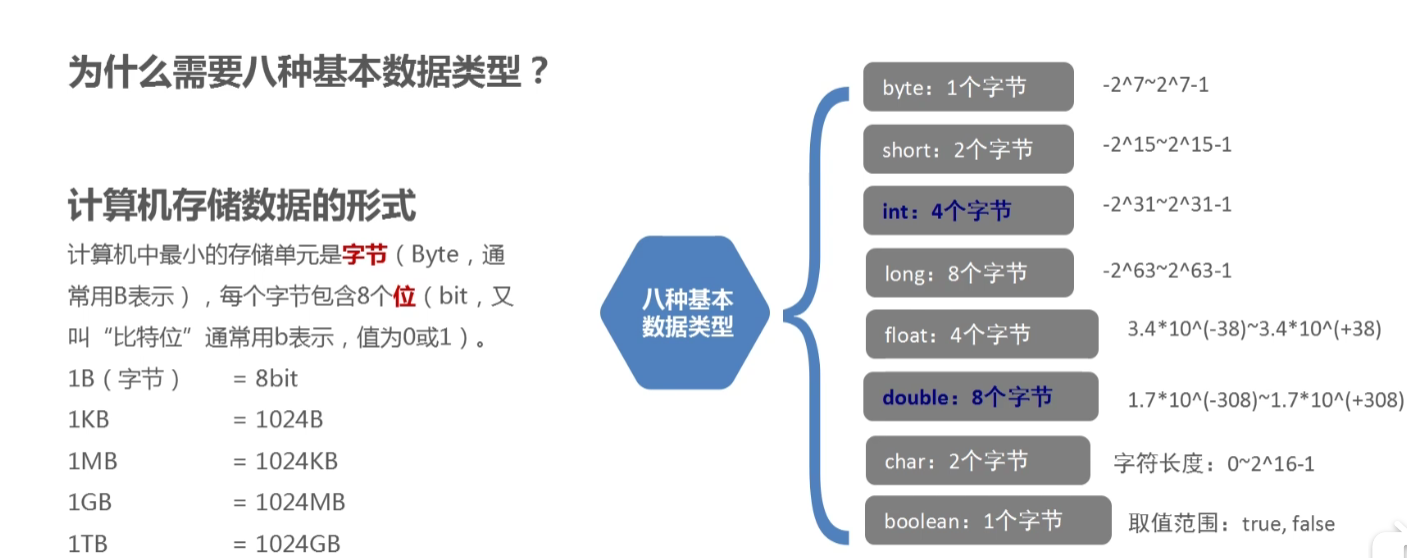 为什么需要八种基本数据类型？
计算机存储数据的形式
计算机中最小的存储单元是字节（Byte，通
常用B表示），每个字节包含8个位（bit，又
叫“比特位”通常用b表示，值为0或1）。
1B（字节） = 8bit
1KB = 1024B
1MB = 1024KB
1GB = 1024MB
1TB = 1024GB
八种基本
数据类型
byte：1个字节 -2^7~2^7-1
short：2个字节 -2^15~2^15-1
int：4个字节 -2^31~2^31-1
long：8个字节 -2^63~2^63-1
float：4个字节 3.4*10^(-38)~3.4*10^(+38)
double：8个字节 1.7*10^(-308)~1.7*10^(+308)
char：2个字节 字符长度：0~2^16-1
boolean：1个字节 取值范围：true, false